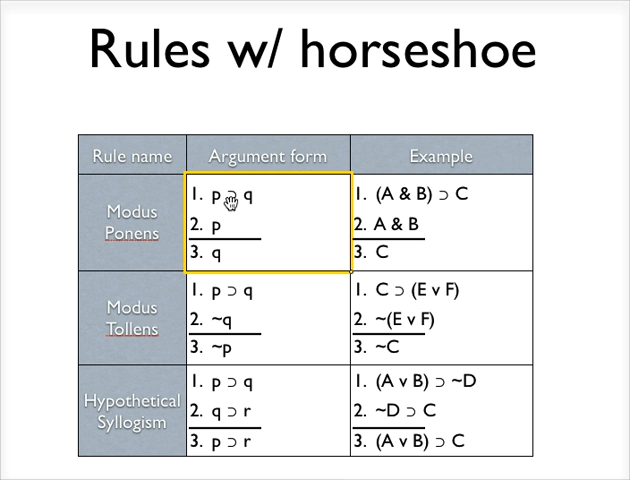 Rules w/ horseshoe
Rule name Argument form Example
Modus
Ponens
1. p ⊃ q
2. p
3. q
1. (A & B) ⊃ C
2. A & B
3. C
Modus
Tollens
1. p ⊃ q
2. ~q
3. ~p
1. C ⊃ (E v F)
2. ~(E v F)
3. ~C
Hypothetical
Syllogism
1. p ⊃ q
2. q ⊃ r
3. p ⊃ r
1. (A v B) ⊃ ~D
2. ~D ⊃ C
3. (A v B) ⊃ C